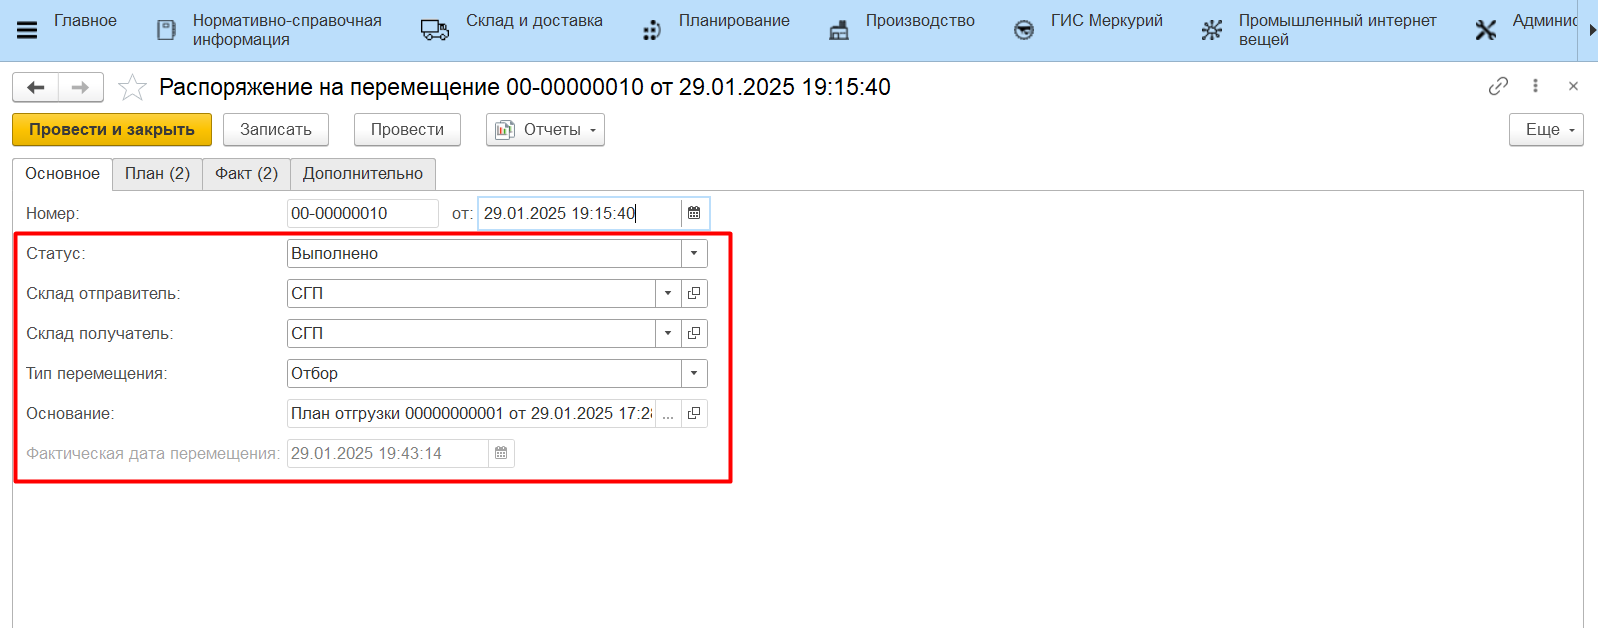 Главное
Нормативно-справочная
информация
Склад и доставка
Планирование
Производство
ГИС Меркурий
Промышленный интернет
вещей
Админис
Распоряжение на перемещение 00-00000010 от 29.01.2025 19:15:40
Провести и закрыть
Записать
Провести
Отчеты
Еще
Основное
План (2)
Факт (2)
Дополнительно
Номер: 00-00000010 от: 29.01.2025 19:15:40
Статус: Выполнено
Склад отправитель: СГП
Склад получатель: СГП
Тип перемещения: Отбор
Основание: План отгрузки 00000000001 от 29.01.2025 17:28 ...
Фактическая дата перемещения: 29.01.2025 19:43:14